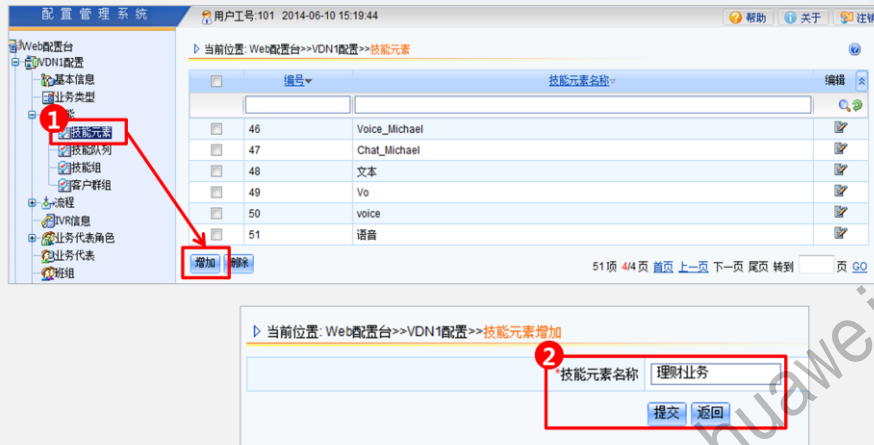 配置管理系统
用户工号:101 2014-06-10 15:19:44
帮助 关于 注销
Web配置台
VDN1配置
基本信息
业务类型
技能元素
技能队列
技能组
客户群组
流程
IVR信息
业务代表角色
业务代表
班组
当前位置: Web配置台>>VDN1配置>>技能元素
编号 技能元素名称 编辑
46 Voice_Michael
47 Chat_Michael
48 文本
49 Vo
50 voice
51 语音
增加 删除
51项 4/4页 首页 上一页 下一页 尾页 转到 页 GO
1
当前位置: Web配置台>>VDN1配置>>技能元素增加
2
*技能元素名称 理财业务
提交 返回